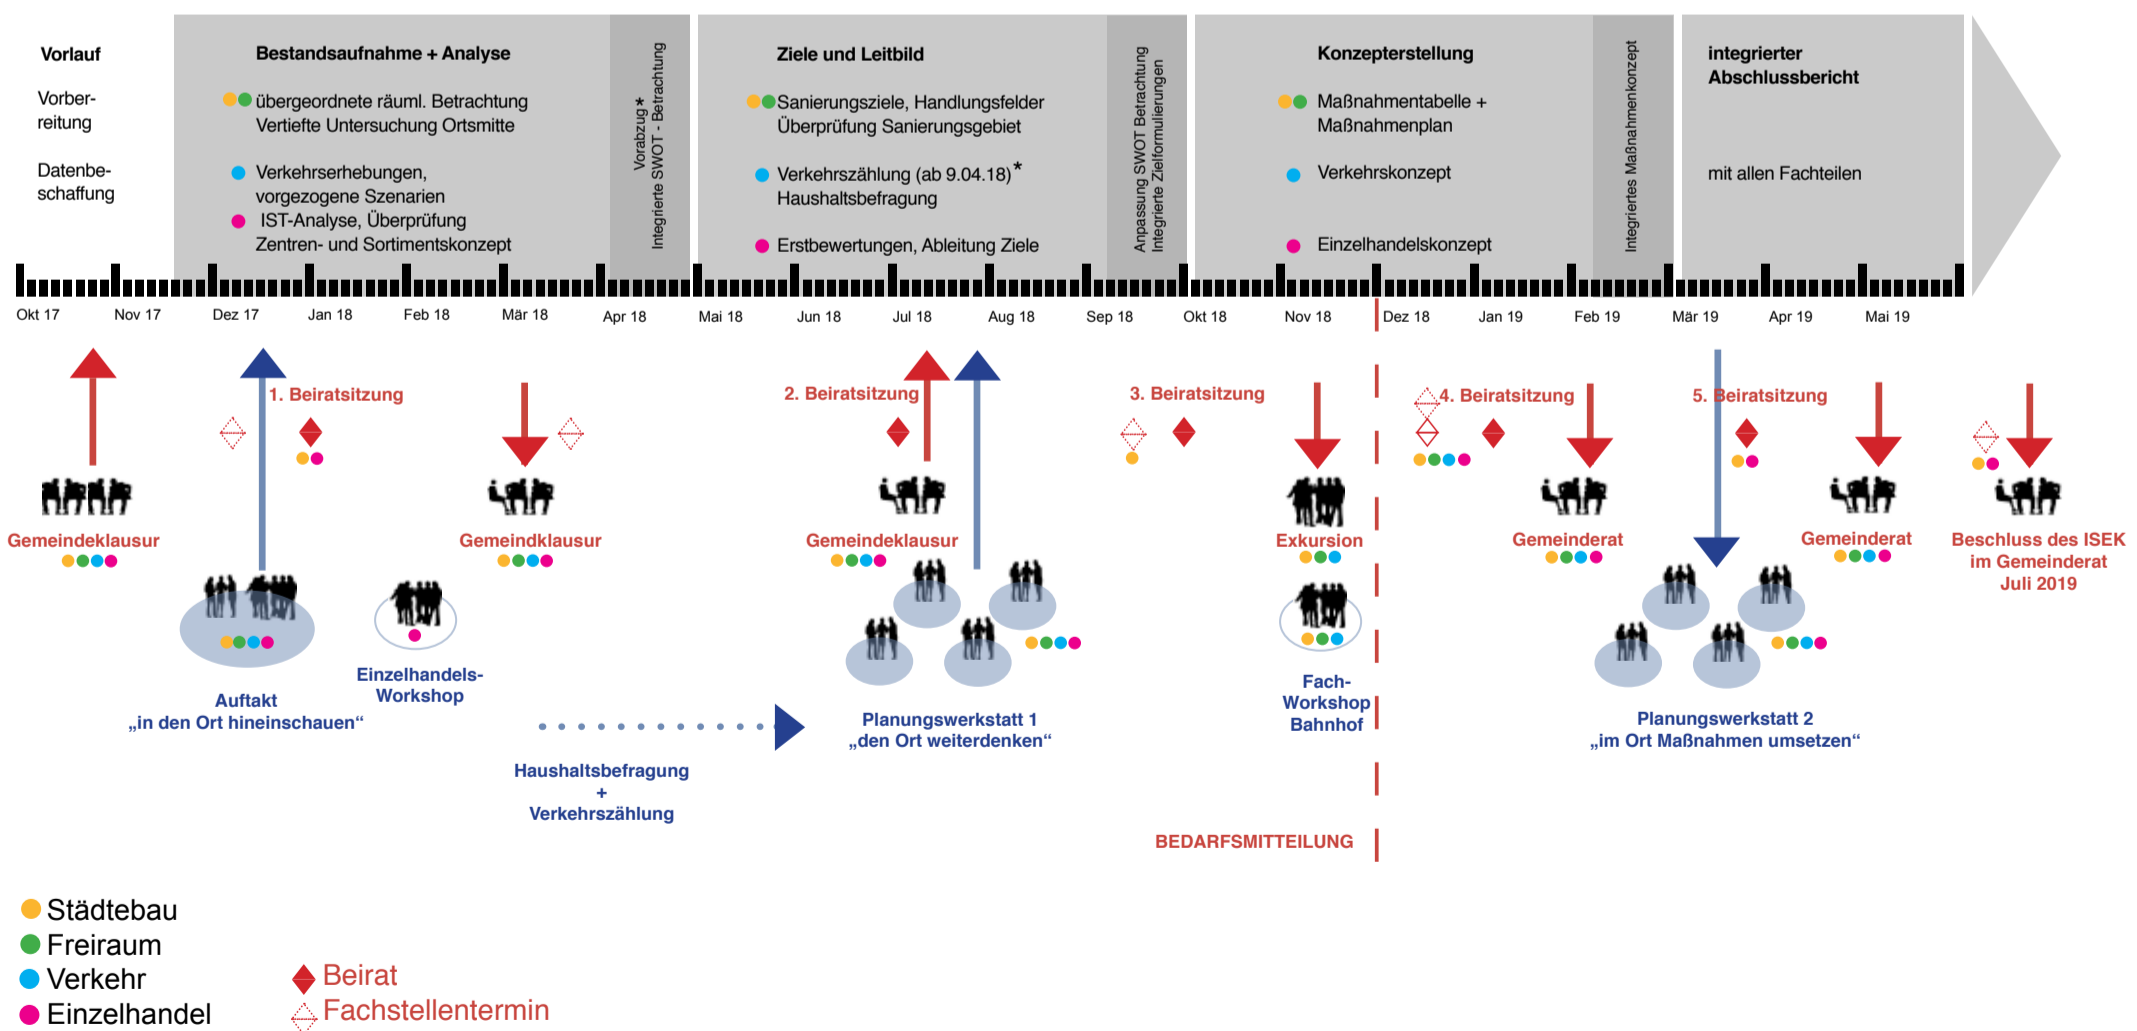 Vorlauf
Vorber-
reitung
Datenbe-
schaffung
Bestandsaufnahme + Analyse
übergeordnete räuml. Betrachtung
Vertiefte Untersuchung Ortsmitte
Verkehrserhebungen,
vorgezogene Szenarien
IST-Analyse, Überprüfung
Zentren- und Sortimentskonzept
Vorabzug*
Integrierte SWOT - Betrachtung
Ziele und Leitbild
Sanierungsziele, Handlungsfelder
Überprüfung Sanierungsgebiet
Verkehrszählung (ab 9.04.18)*
Haushaltsbefragung
Erstbewertungen, Ableitung Ziele
Anpassung SWOT Betrachtung
Integrierte Zielformulierungen
Konzepterstellung
Maßnahmentabelle +
Maßnahmenplan
Verkehrskonzept
Einzelhandelskonzept
Integriertes Maßnahmenkonzept
integrierter
Abschlussbericht
mit allen Fachteilen
Okt 17
Nov 17
Dez 17
Jan 18
Feb 18
Mär 18
Apr 18
Mai 18
Jun 18
Jul 18
Aug 18
Sep 18
Okt 18
Nov 18
Dez 18
Jan 19
Feb 19
Mär 19
Apr 19
Mai 19
1. Beiratsitzung
2. Beiratsitzung
3. Beiratsitzung
4. Beiratsitzung
5. Beiratsitzung
Gemeindeklausur
Gemeindklausur
Gemeindeklausur
Exkursion
Gemeinderat
Gemeinderat
Beschluss des ISEK
im Gemeinderat
Juli 2019
Auftakt
„in den Ort hineinschauen“
Einzelhandels-
Workshop
Haushaltsbefragung
+
Verkehrszählung
Planungswerkstatt 1
„den Ort weiterdenken“
Fach-
Workshop
Bahnhof
Planungswerkstatt 2
„im Ort Maßnahmen umsetzen“
BEDARFSMITTEILUNG
Städtebau
Freiraum
Verkehr
Einzelhandel
Beirat
Fachstellentermin